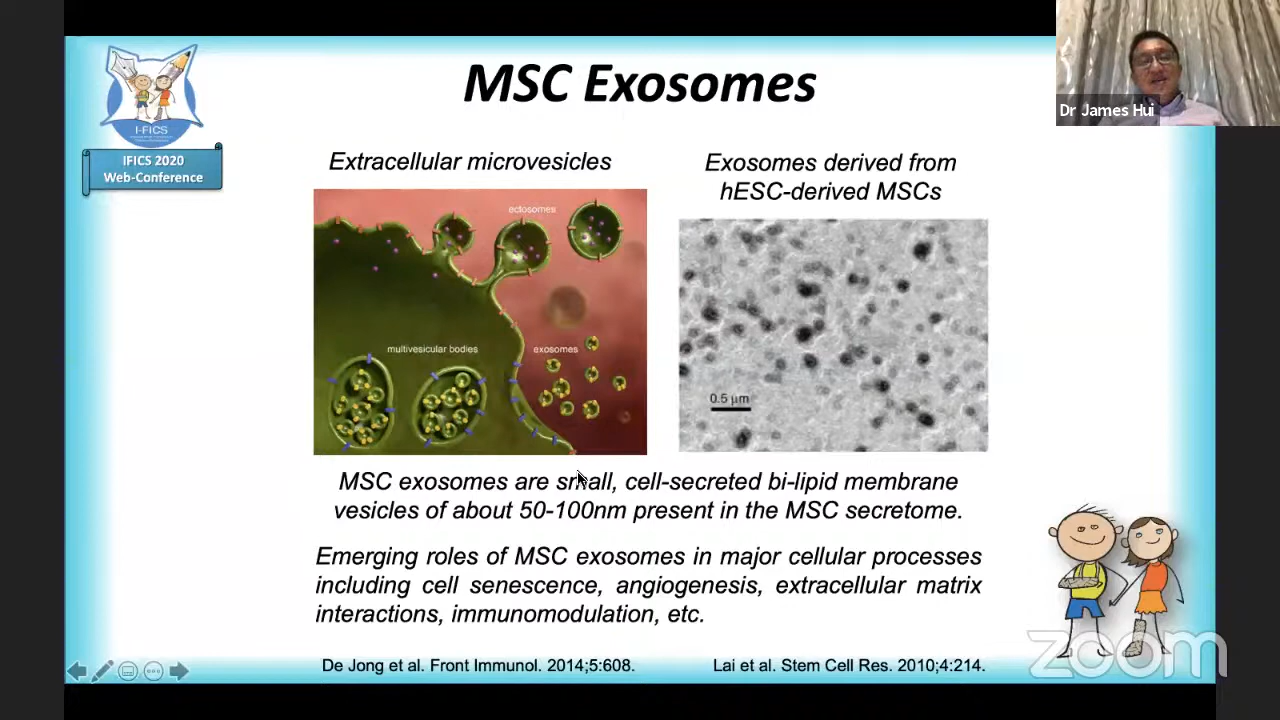 MSC Exosomes
I-FICS
IFICS 2020
Web-Conference
Dr James Hui
Extracellular microvesicles
Exosomes derived from
hESC-derived MSCs
ectosomes
multivesicular bodies
exosomes
0.5 μm
MSC exosomes are small, cell-secreted bi-lipid membrane
vesicles of about 50-100nm present in the MSC secretome.
Emerging roles of MSC exosomes in major cellular processes
including cell senescence, angiogenesis, extracellular matrix
interactions, immunomodulation, etc.
De Jong et al. Front Immunol. 2014;5:608.
Lai et al. Stem Cell Res. 2010;4:214.
zoom